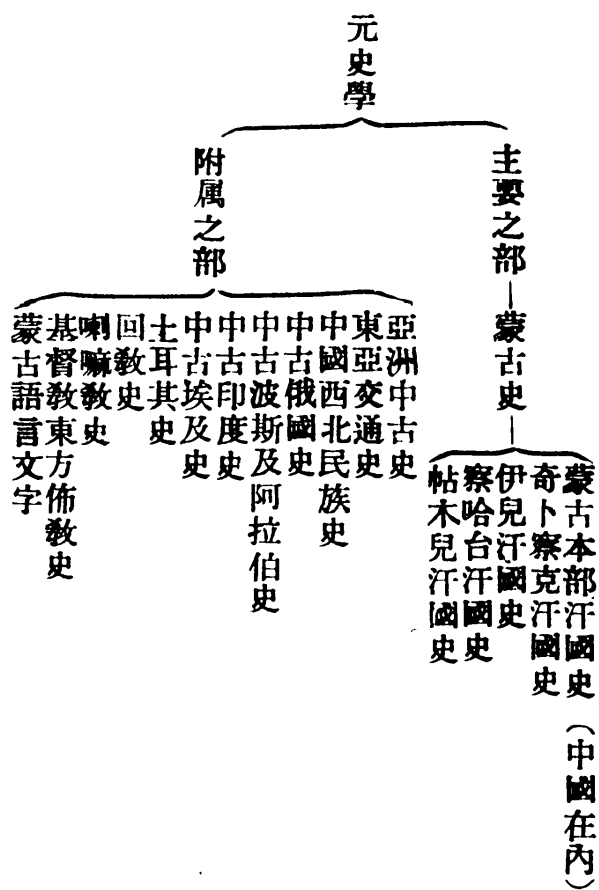 元史學
主要之部
蒙古史
蒙古本部汗國史（中國在內）
奇卜察克汗國史
伊兒汗國史
察哈台汗國史
帖木兒汗國史
附属之部
亞洲中古史
東亞交通史
中國西北民族史
中古俄國史
中古波斯及阿拉伯史
中古印度史
中古埃及史
土耳其史
回敎史
喇嘛敎史
基督敎東方佈敎史
蒙古語言文字